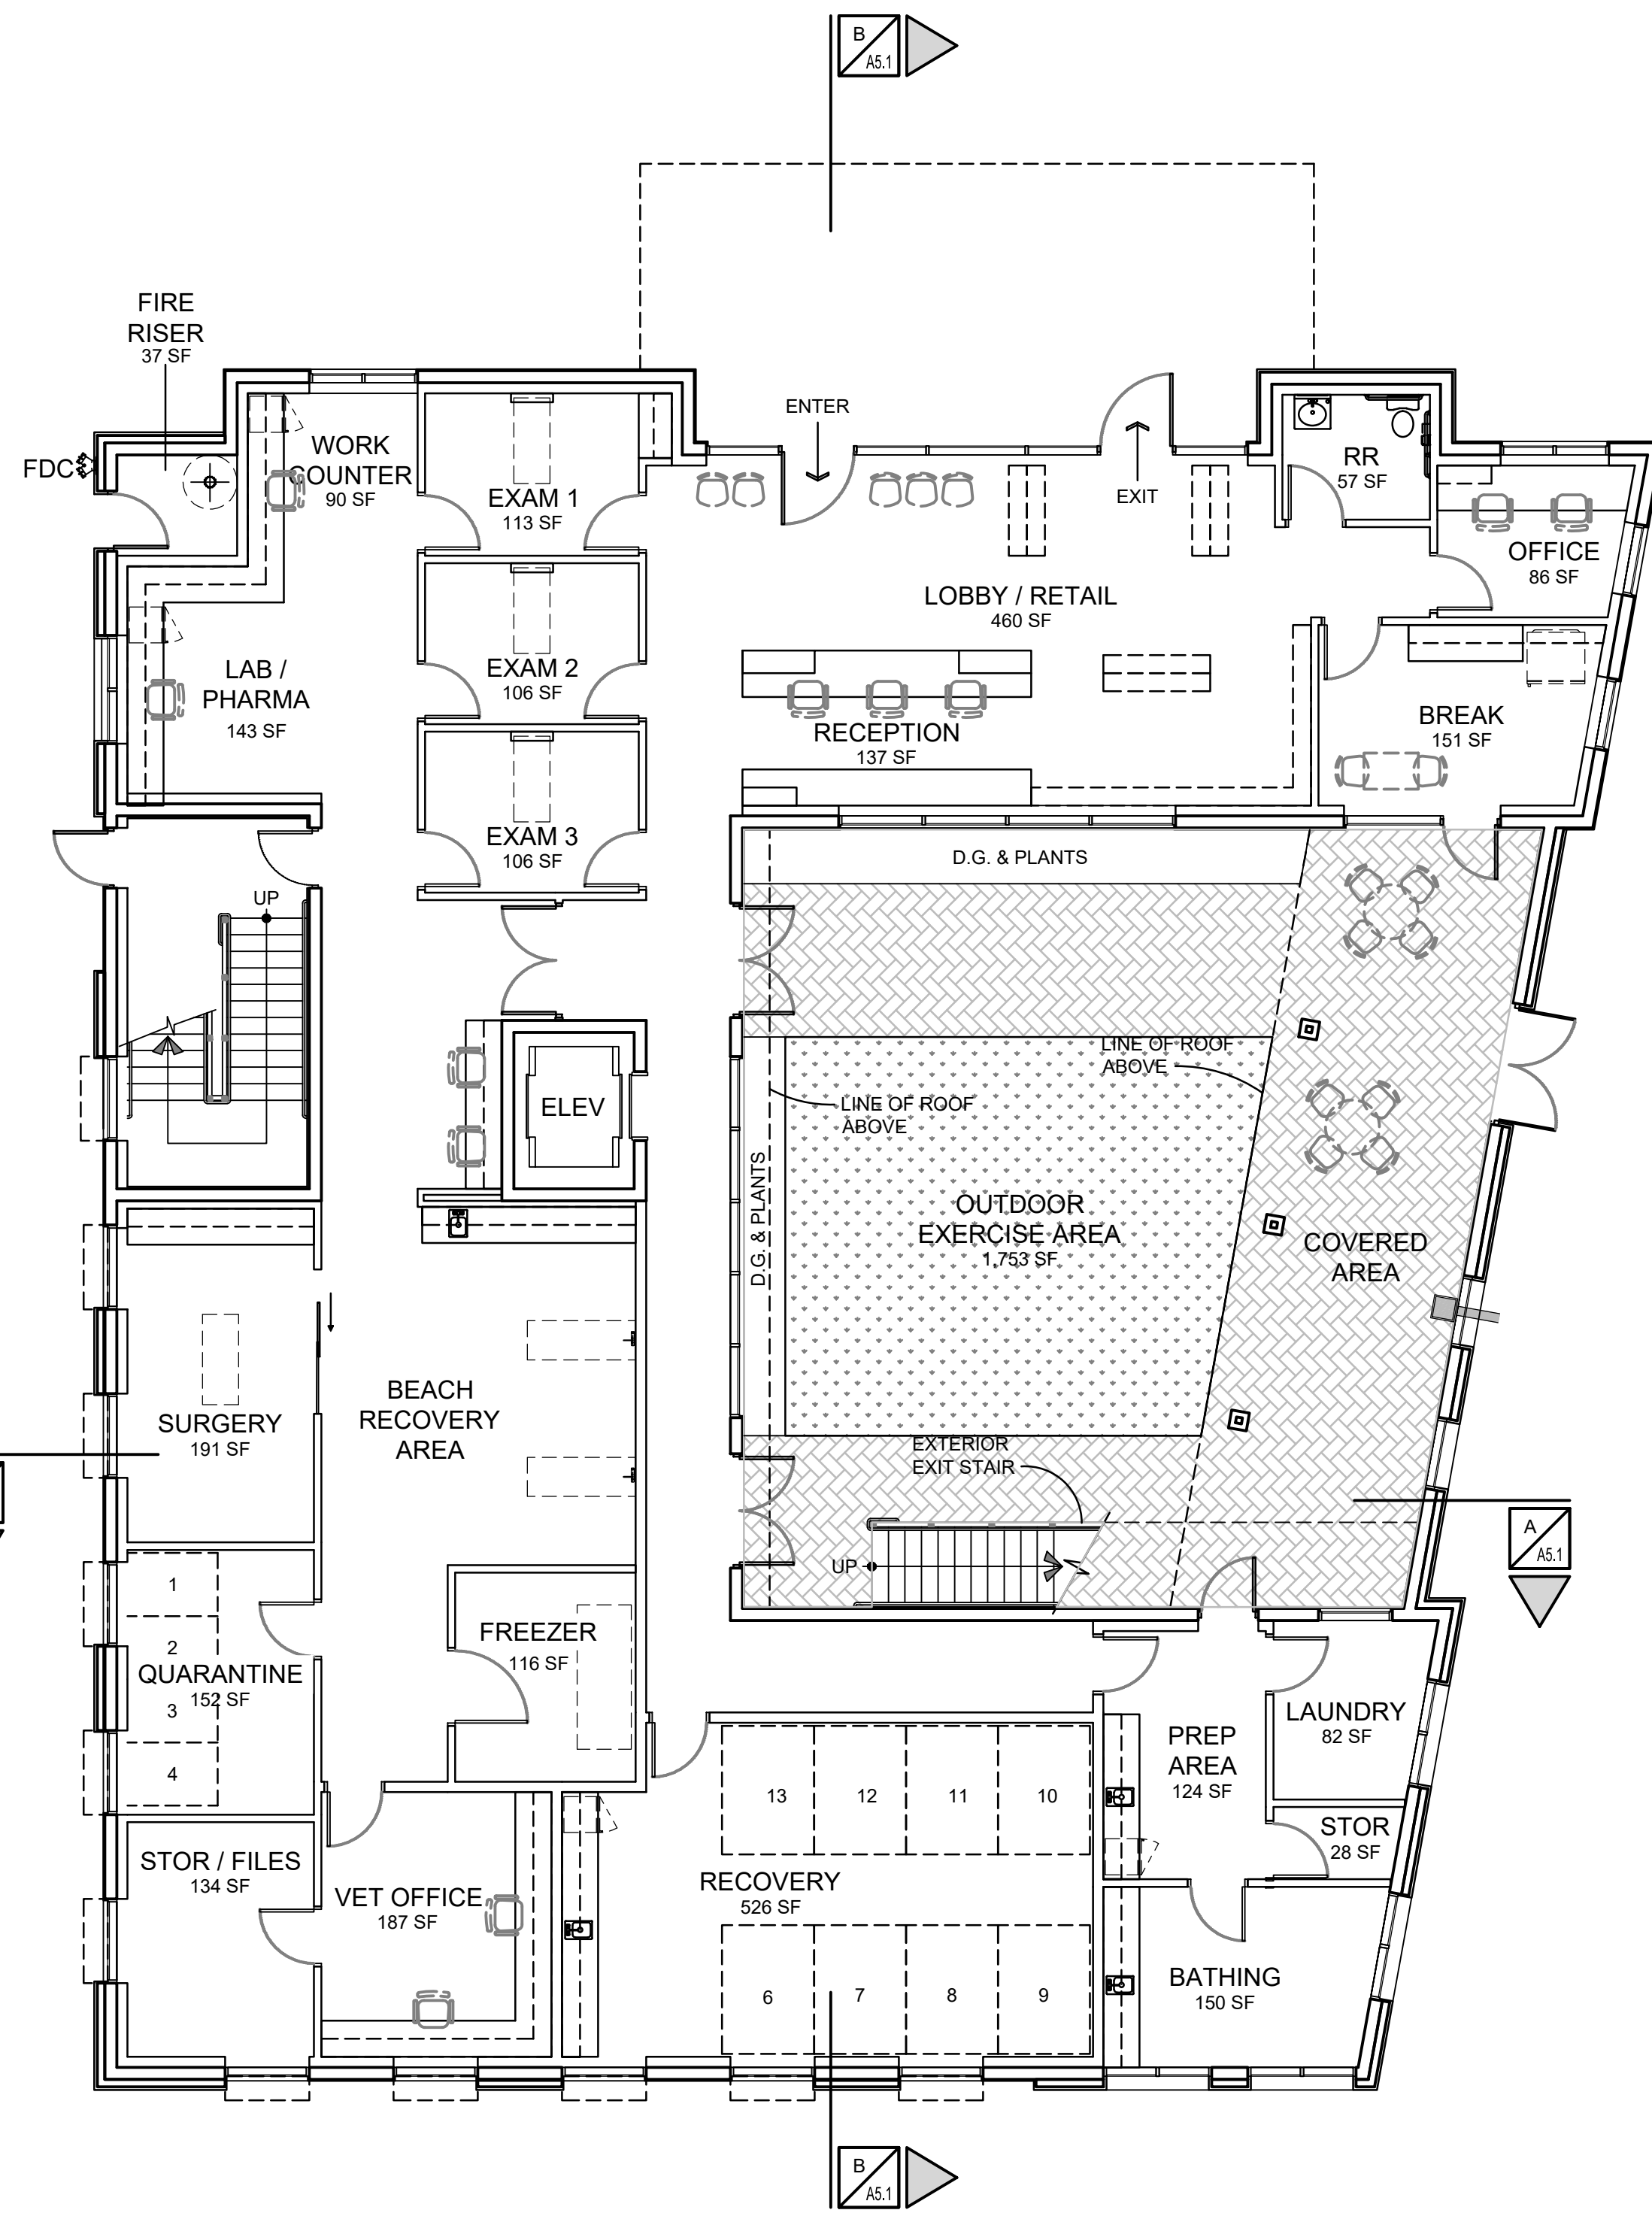 B
A5.1
FIRE
RISER
37 SF
FDC
WORK
COUNTER
90 SF
EXAM 1
113 SF
ENTER
EXIT
RR
57 SF
OFFICE
86 SF
LOBBY / RETAIL
460 SF
LAB /
PHARMA
143 SF
EXAM 2
106 SF
RECEPTION
137 SF
BREAK
151 SF
EXAM 3
106 SF
D.G. & PLANTS
UP
LINE OF ROOF
ABOVE
LINE OF ROOF
ABOVE
ELEV
D.G. & PLANTS
OUTDOOR
EXERCISE AREA
1,753 SF
COVERED
AREA
BEACH
RECOVERY
AREA
SURGERY
191 SF
EXTERIOR
EXIT STAIR
UP
A
A5.1
1
2
QUARANTINE
152 SF
3
4
FREEZER
116 SF
LAUNDRY
82 SF
PREP
AREA
124 SF
13
12
11
10
STOR
28 SF
STOR / FILES
134 SF
VET OFFICE
187 SF
RECOVERY
526 SF
6
7
8
9
BATHING
150 SF
B
A5.1